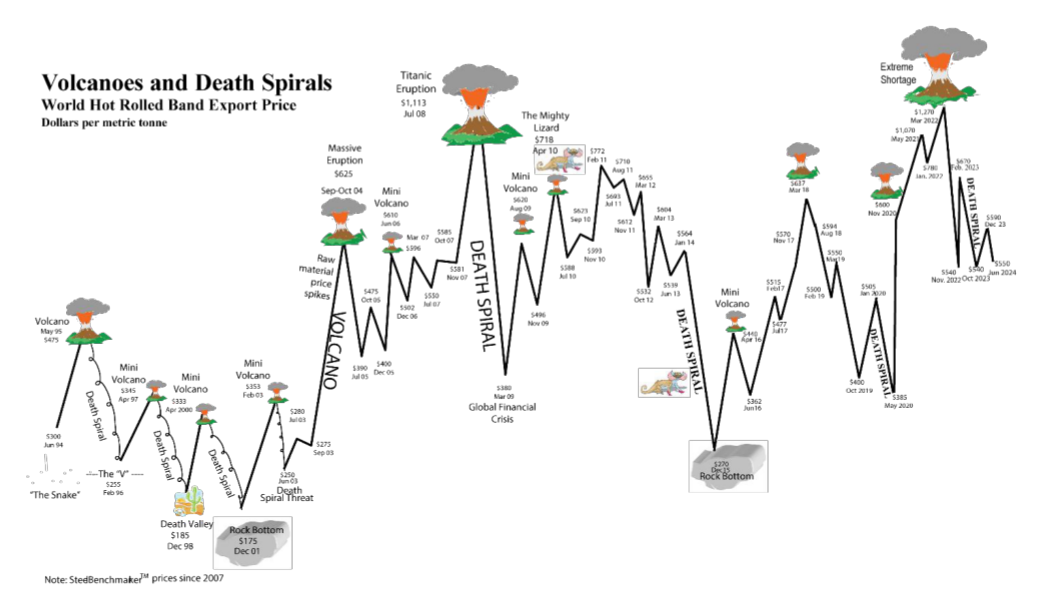 Volcanoes and Death Spirals
World Hot Rolled Band Export Price
Dollars per metric tonne
$300
Jun 94
"The Snake"
Volcano
May 95
$475
Death Spiral
---The "V" ----
$255
Feb 96
Mini
Volcano
$345
Apr 97
Death Spiral
Death Valley
$185
Dec 98
Mini
Volcano
$333
Apr 2000
Death Spiral
Rock Bottom
$175
Dec 01
Mini
Volcano
$353
Feb 03
$250
Jun 03
Death
Spiral Threat
$280
Jul 03
$275
Sep 03
VOLCANO
Raw
material
price
spikes
Massive
Eruption
$625
Sep-Oct 04
$390
Jul 05
$475
Oct 05
$400
Dec 05
Mini
Volcano
$610
Jun 06
$502
Dec 06
Mar 07
$596
$550
Jul 07
$585
Oct 07
$581
Nov 07
Titanic
Eruption
$1,113
Jul 08
DEATH SPIRAL
$380
Mar 09
Global Financial
Crisis
Mini
Volcano
$620
Aug 09
$496
Nov 09
The Mighty
Lizard
$718
Apr 10
$588
Jul 10
$625
Sep 10
$593
Nov 10
$772
Feb 11
$693
Jul 11
$710
Aug 11
$612
Nov 11
$655
Mar 12
$532
Oct 12
$604
Mar 13
Jun 13
$564
Jan 14
DEATH SPIRAL
$270
Dec15
Rock Bottom
Mini
Volcano
$440
Apr 16
$362
Jun16
$515
Feb17
$477
Jul17
$570
Nov 17
$637
Mar 18
$594
Aug 18
$500
Feb 19
$550
Mar19
$400
Oct 2019
$505
Jan 2020
DEATH SPIRAL
$385
May 2020
$600
Nov 2020
$1,070
May 2021
$780
Jan. 2022
Extreme
Shortage
$1,270
Mar 2022
$540
Nov. 2022
$670
Feb. 2023
DEATH SPIRAL
$540
Oct 2023
$590
Dec 23
$550
Jun 2024
Note: SteelBenchmaker™ prices since 2007